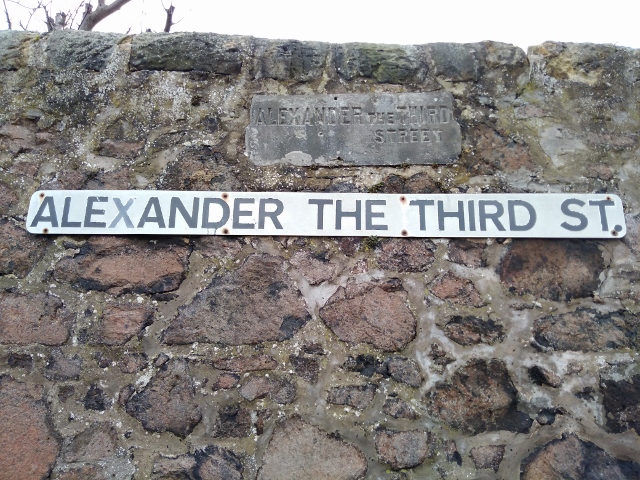 ALEXANDER THE THIRD
STREET
ALEXANDER THE THIRD ST.